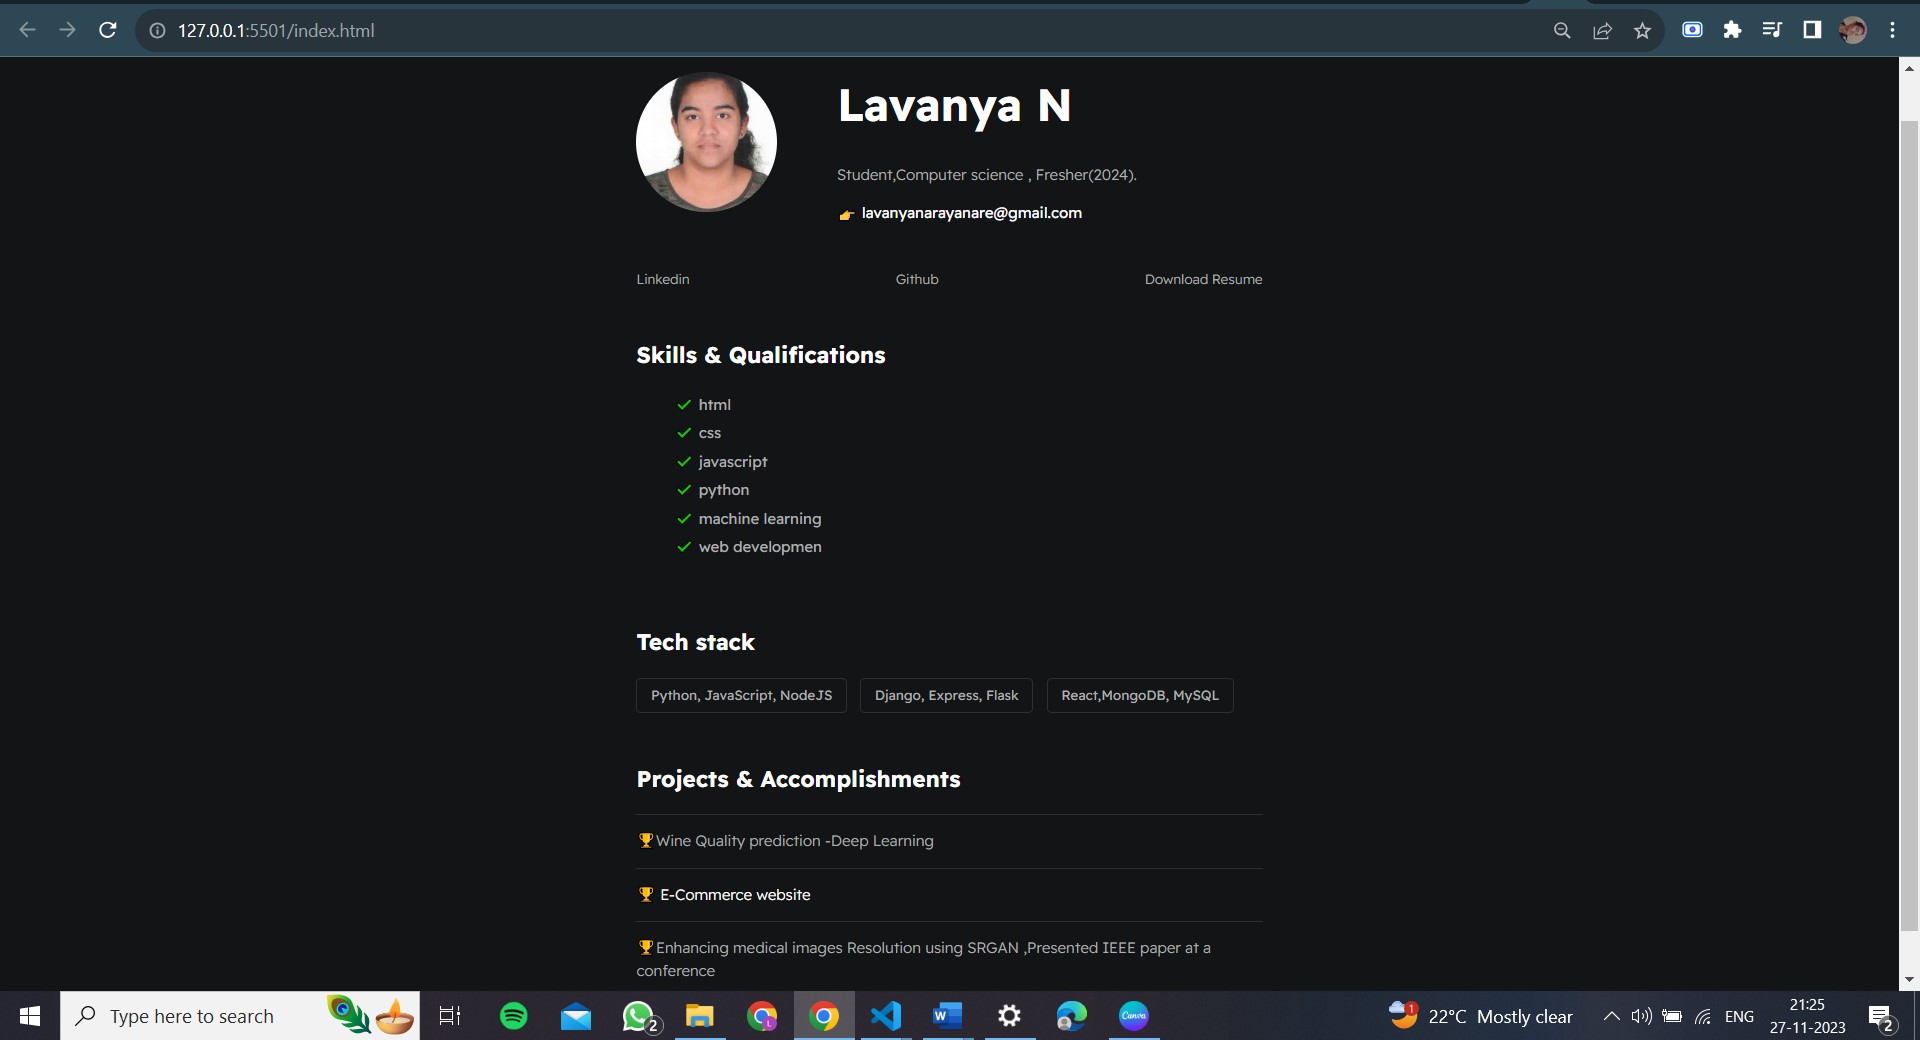 127.0.0.1:5501/index.html
Lavanya N
Student,Computer science , Fresher(2024).
👉 lavanyanarayanare@gmail.com
Linkedin Github Download Resume
Skills & Qualifications
✓ html
✓ css
✓ javascript
✓ python
✓ machine learning
✓ web developmen
Tech stack
Python, JavaScript, NodeJS Django, Express, Flask React,MongoDB, MySQL
Projects & Accomplishments
🏆Wine Quality prediction -Deep Learning
🏆 E-Commerce website
🏆Enhancing medical images Resolution using SRGAN ,Presented IEEE paper at a
conference
Type here to search 2 L W Canva 1 22°C Mostly clear ENG 21:25
27-11-2023 2